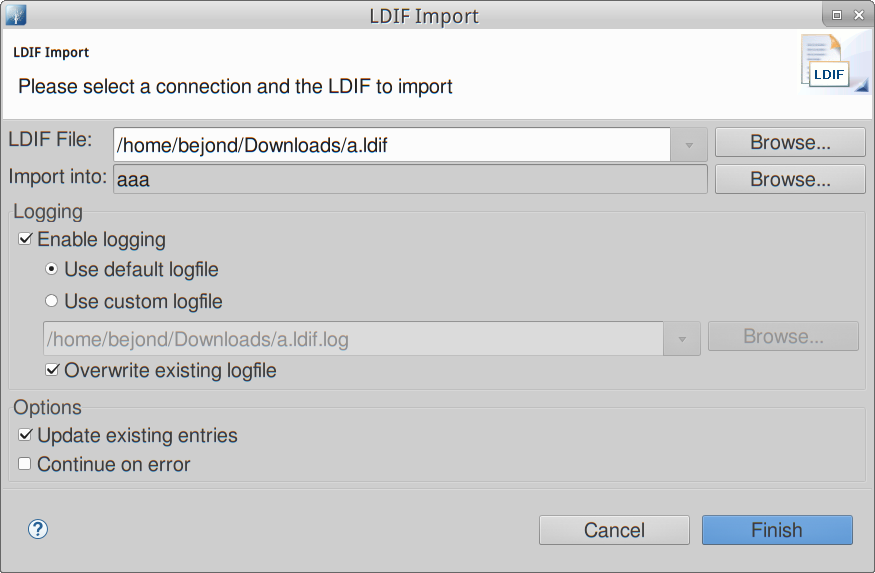 LDIF Import
LDIF Import
Please select a connection and the LDIF to import
LDIF
LDIF File: /home/bejond/Downloads/a.ldif Browse...
Import into: aaa Browse...
Logging
Enable logging
Use default logfile
Use custom logfile
/home/bejond/Downloads/a.ldif.log Browse...
Overwrite existing logfile
Options
Update existing entries
Continue on error
? Cancel Finish